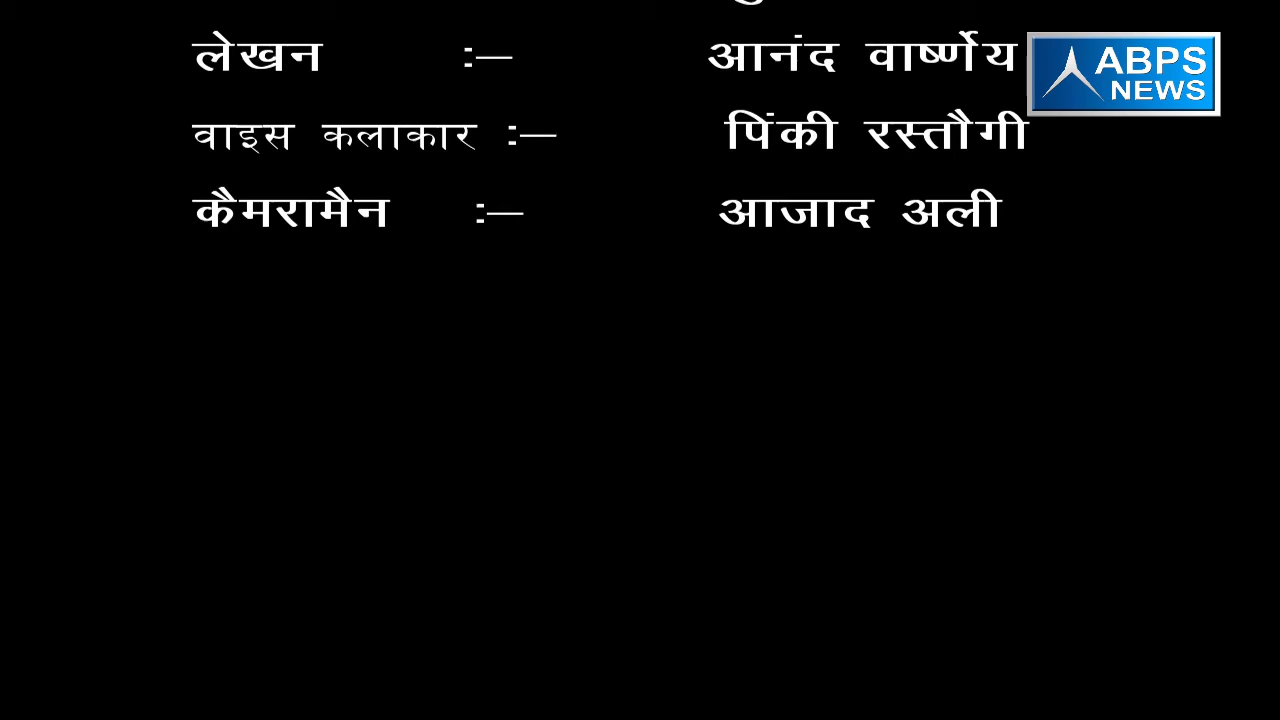 लेखन :— आनंद वार्ष्णेय
वाइस कलाकार :— पिंकी रस्तौगी
कैमरामैन :— आजाद अली
ABPS
NEWS